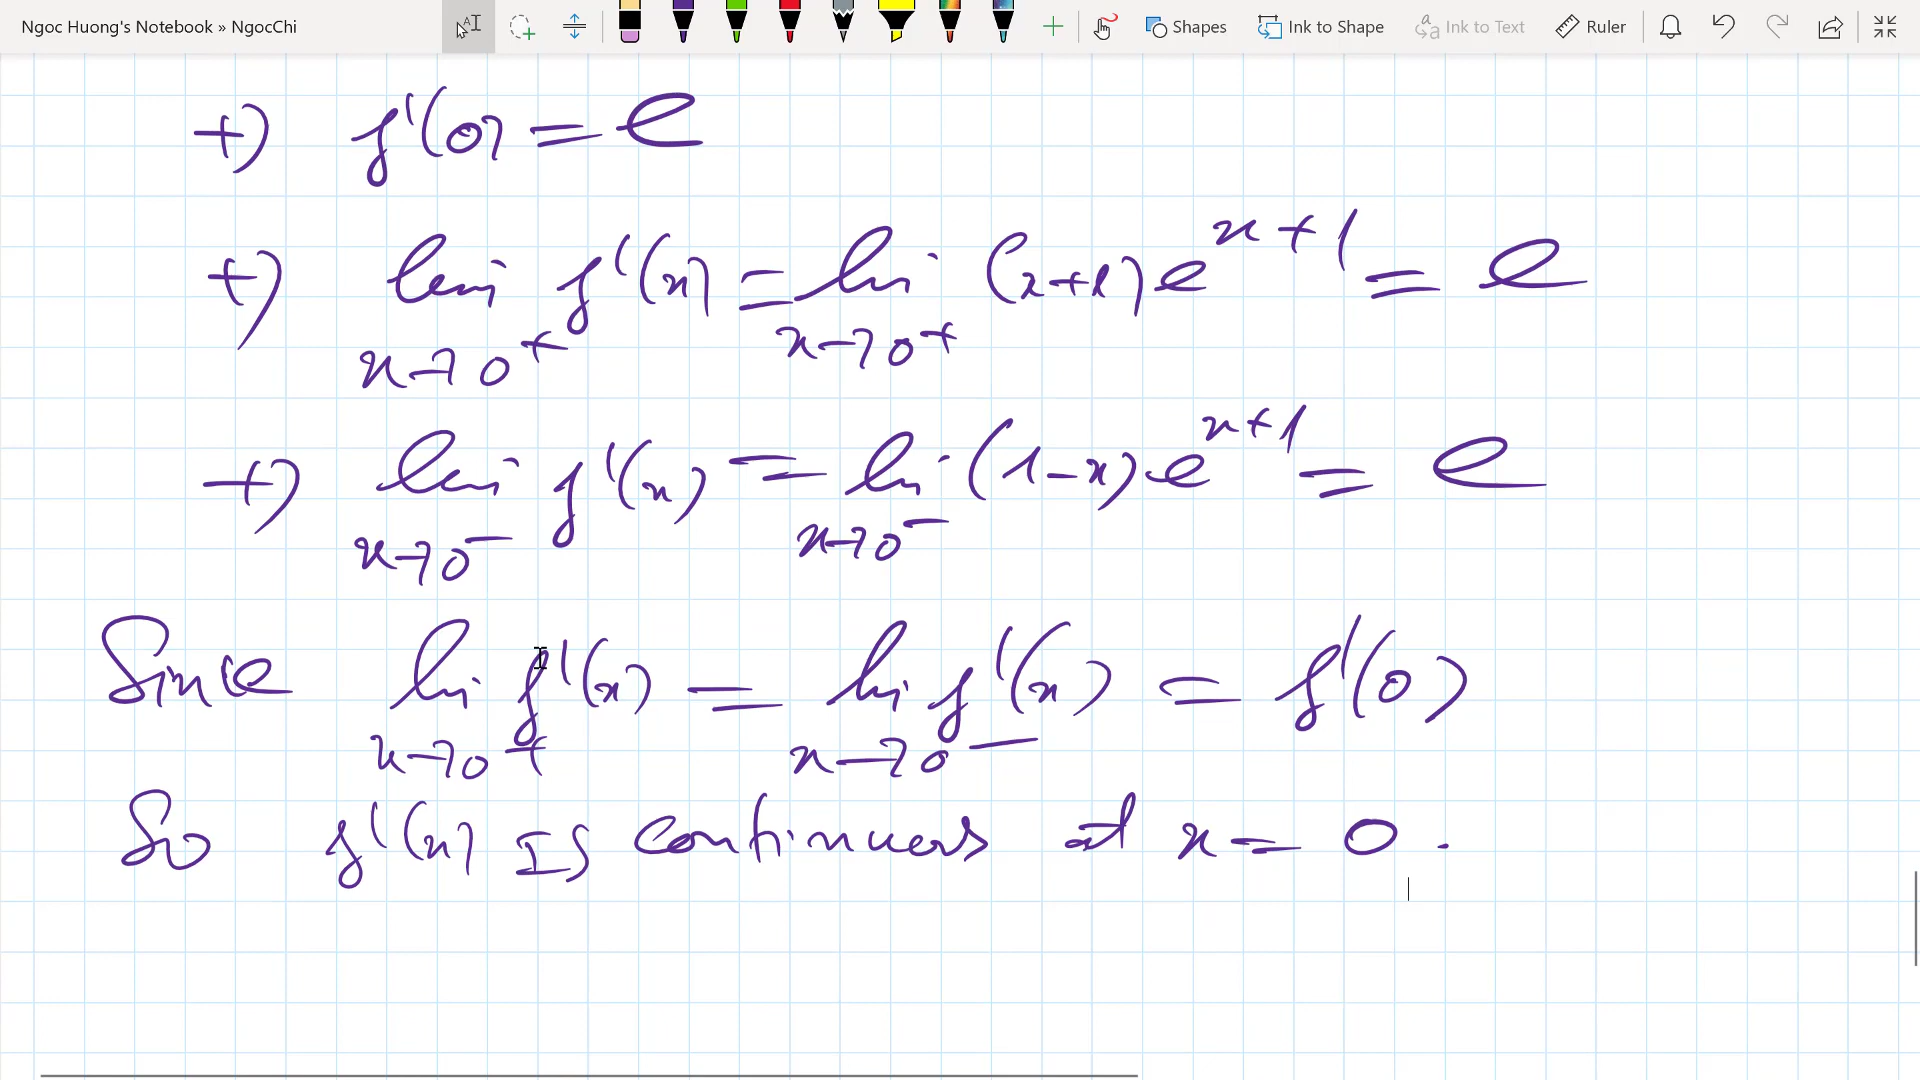 Ngoc Huong's Notebook » NgocChi Shapes Ink to Shape Ink to Text Ruler
+) f'(0) = e
+) lim f'(x) = lim (x+1) e^{x+1} = e
x→0⁺ x→0⁺
+) lim f'(x) = lim (1-x) e^{x+1} = e
x→0⁻ x→0⁻
Since lim f'(x) = lim f'(x) = f'(0)
x→0⁺ x→0⁻
So f'(x) is continuous at x = 0.